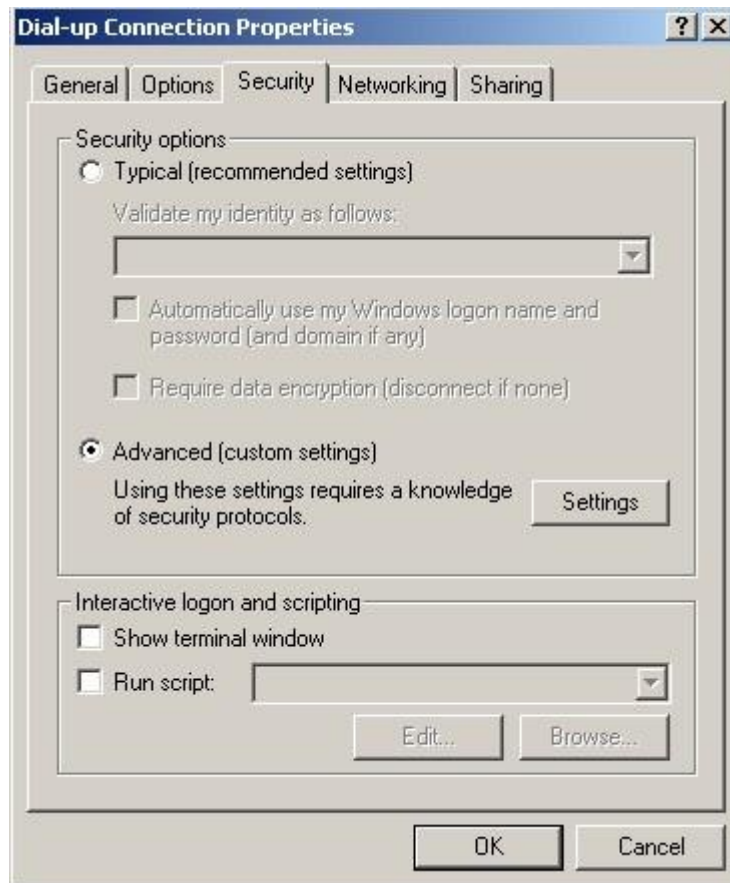 Dial-up Connection Properties
General Options Security Networking Sharing
Security options
Typical (recommended settings)
Validate my identity as follows:
Automatically use my Windows logon name and
password (and domain if any)
Require data encryption (disconnect if none)
Advanced (custom settings)
Using these settings requires a knowledge
of security protocols.
Settings
Interactive logon and scripting
Show terminal window
Run script:
Edit... Browse...
OK Cancel